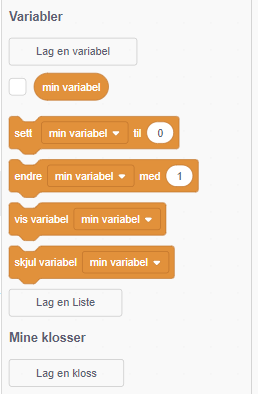 Variabler
Lag en variabel
min variabel
sett min variabel til 0
endre min variabel med 1
vis variabel min variabel
skjul variabel min variabel
Lag en Liste
Mine klosser
Lag en kloss